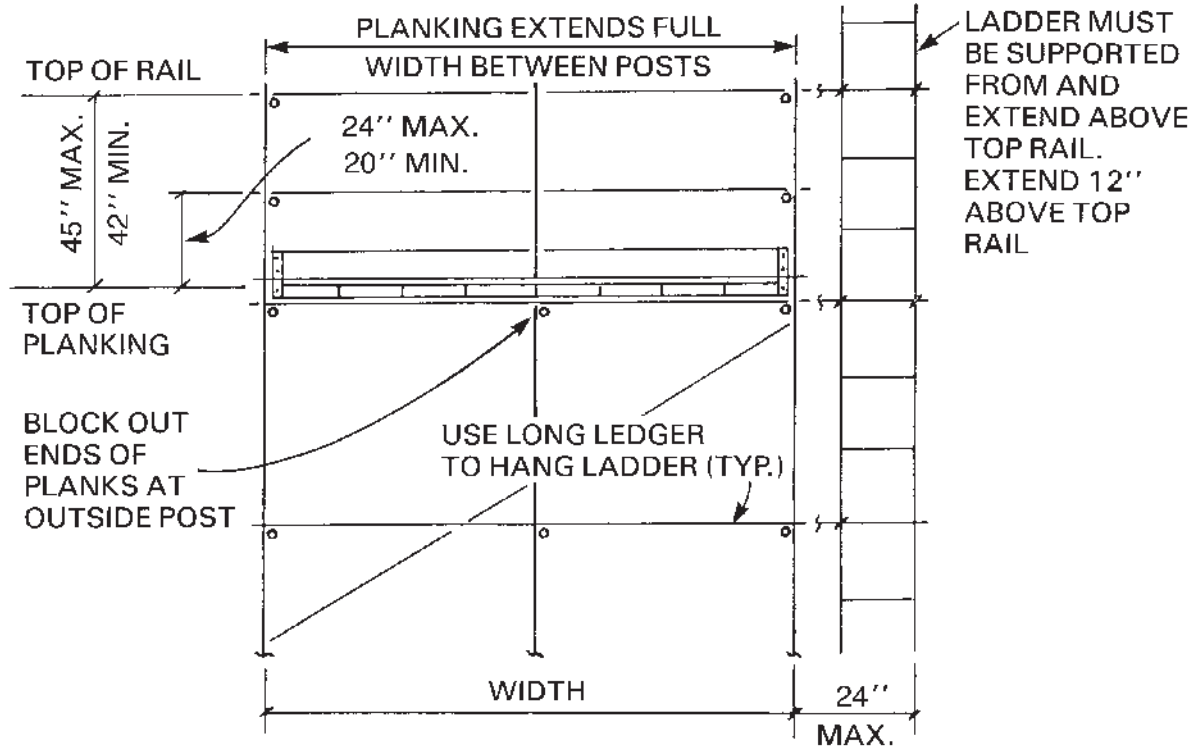 PLANKING EXTENDS FULL
WIDTH BETWEEN POSTS
TOP OF RAIL
45'' MAX.
42'' MIN.
24'' MAX.
20'' MIN.
LADDER MUST
BE SUPPORTED
FROM AND
EXTEND ABOVE
TOP RAIL.
EXTEND 12''
ABOVE TOP
RAIL
TOP OF
PLANKING
BLOCK OUT
ENDS OF
PLANKS AT
OUTSIDE POST
USE LONG LEDGER
TO HANG LADDER (TYP.)
WIDTH
24''
MAX.